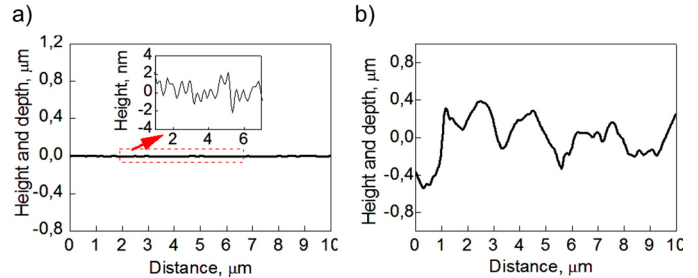 a)
Height and depth, μm
1,2
0,8
0,4
0,0
-0,4
-0,8
0 1 2 3 4 5 6 7 8 9 10
Distance, μm
Height, nm
4
2
0
-2
-4
2 4 6
b)
Height and depth, μm
0,8
0,4
0,0
-0,4
-0,8
0 1 2 3 4 5 6 7 8 9 10
Distance, μm